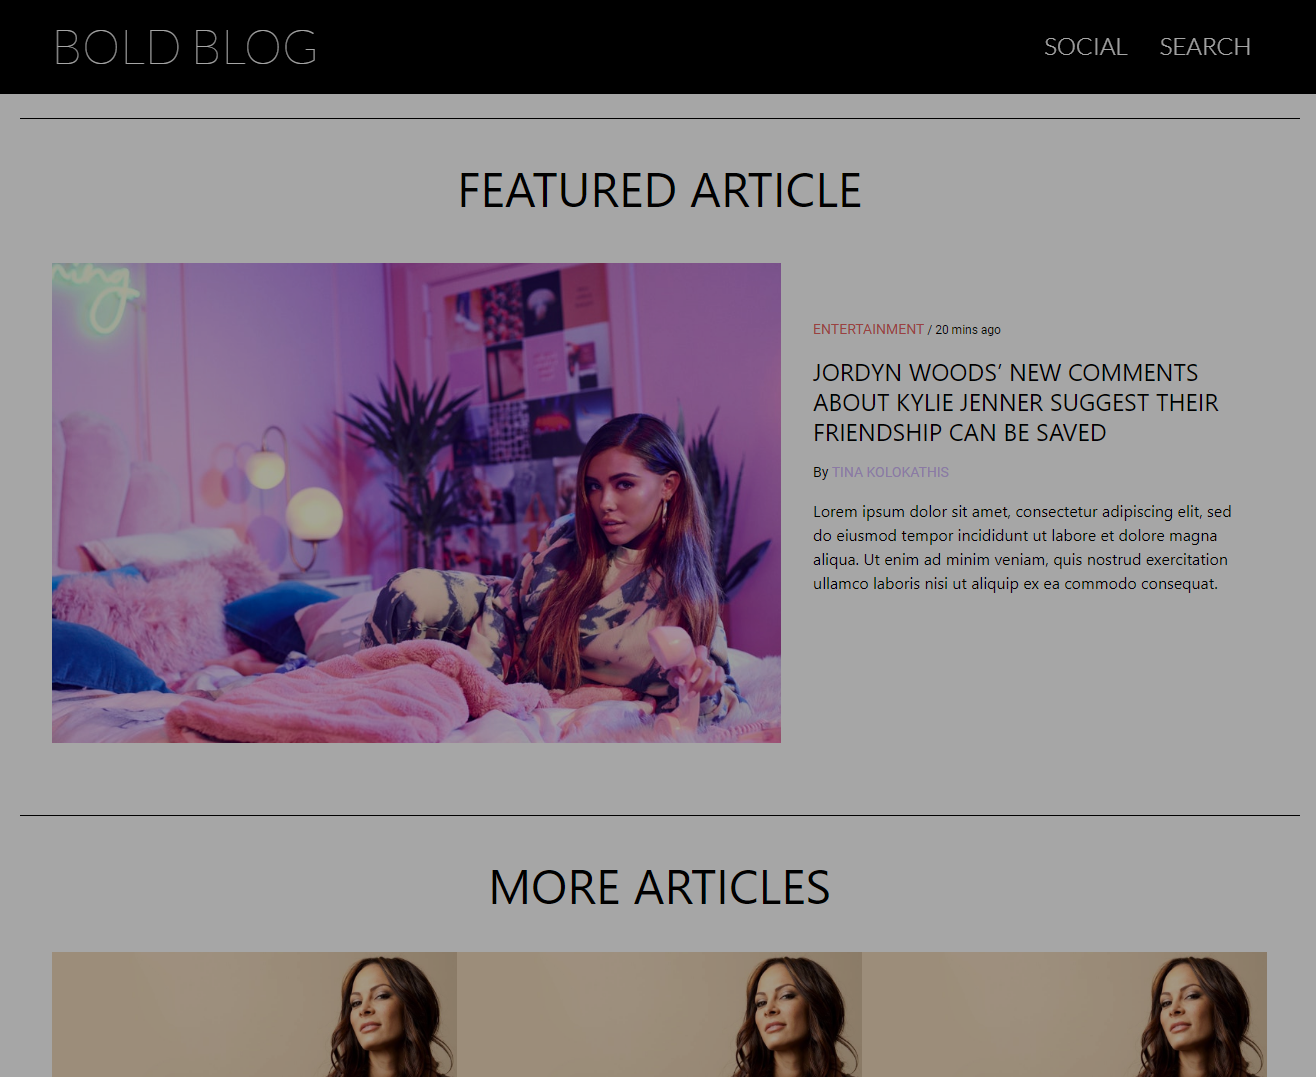 BOLD BLOG
SOCIAL SEARCH
FEATURED ARTICLE
ning
ENTERTAINMENT / 20 mins ago
JORDYN WOODS’ NEW COMMENTS
ABOUT KYLIE JENNER SUGGEST THEIR
FRIENDSHIP CAN BE SAVED
By TINA KOLOKATHIS
Lorem ipsum dolor sit amet, consectetur adipiscing elit, sed
do eiusmod tempor incididunt ut labore et dolore magna
aliqua. Ut enim ad minim veniam, quis nostrud exercitation
ullamco laboris nisi ut aliquip ex ea commodo consequat.
MORE ARTICLES